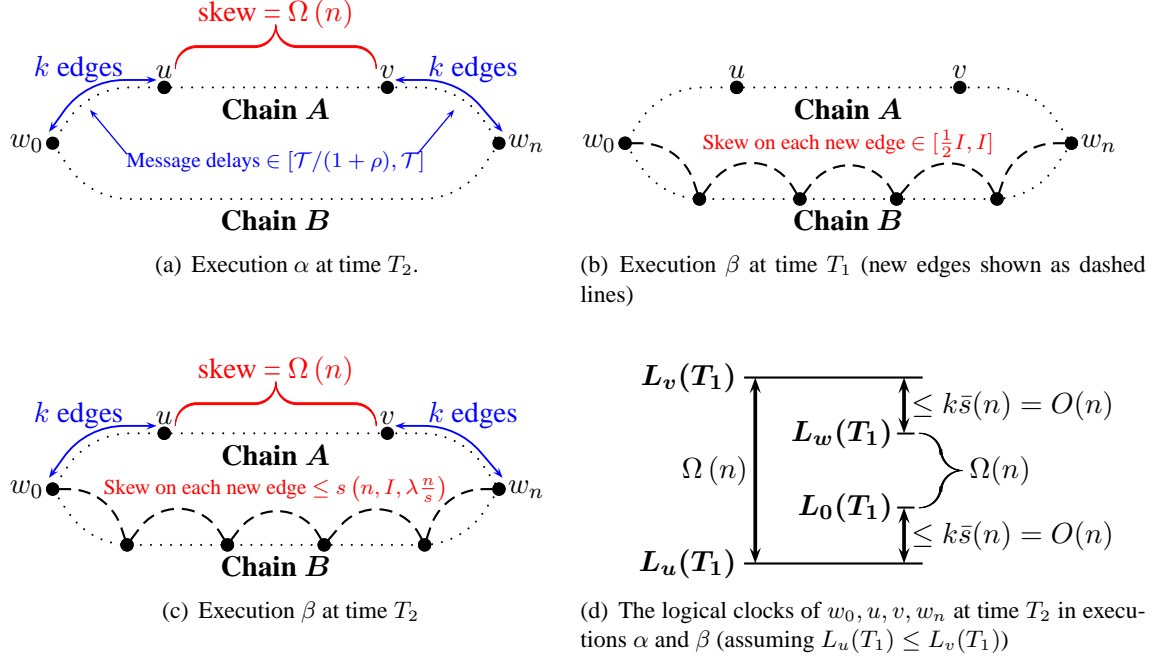 skew = Ω (n)
k edges
k edges
u
v
Chain A
w₀
wₙ
Message delays ∈ [𝒯/(1 + ρ), 𝒯]
Chain B
(a) Execution α at time T₂.
u
v
Chain A
w₀
wₙ
Skew on each new edge ∈ [½I, I]
Chain B
(b) Execution β at time T₁ (new edges shown as dashed
lines)
skew = Ω (n)
k edges
k edges
u
v
Chain A
w₀
wₙ
Skew on each new edge ≤ s (n, I, λ n/s)
Chain B
(c) Execution β at time T₂
Lᵥ(T₁)
≤ ks̄(n) = O(n)
L_w(T₁)
Ω (n)
Ω(n)
L₀(T₁)
≤ ks̄(n) = O(n)
Lᵤ(T₁)
(d) The logical clocks of w₀, u, v, wₙ at time T₂ in execu-
tions α and β (assuming Lᵤ(T₁) ≤ Lᵥ(T₁))